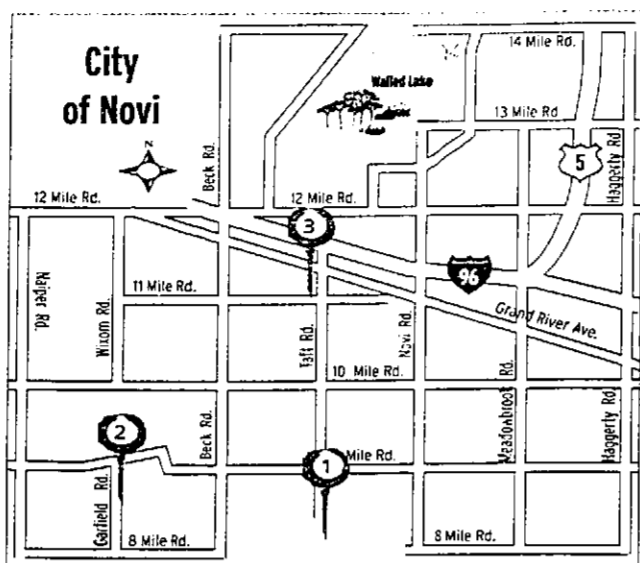 City
of Novi
N
Walled Lake
14 Mile Rd.
13 Mile Rd.
5
Haggerty Rd.
Beck Rd.
12 Mile Rd.
12 Mile Rd.
3
96
11 Mile Rd.
Grand River Ave.
Naiper Rd.
Wixom Rd.
Taft Rd.
Novi Rd.
10 Mile Rd.
Meadowbrook Rd.
Haggerty Rd.
2
Beck Rd.
1
Mile Rd.
Garfield Rd.
8 Mile Rd.
8 Mile Rd.